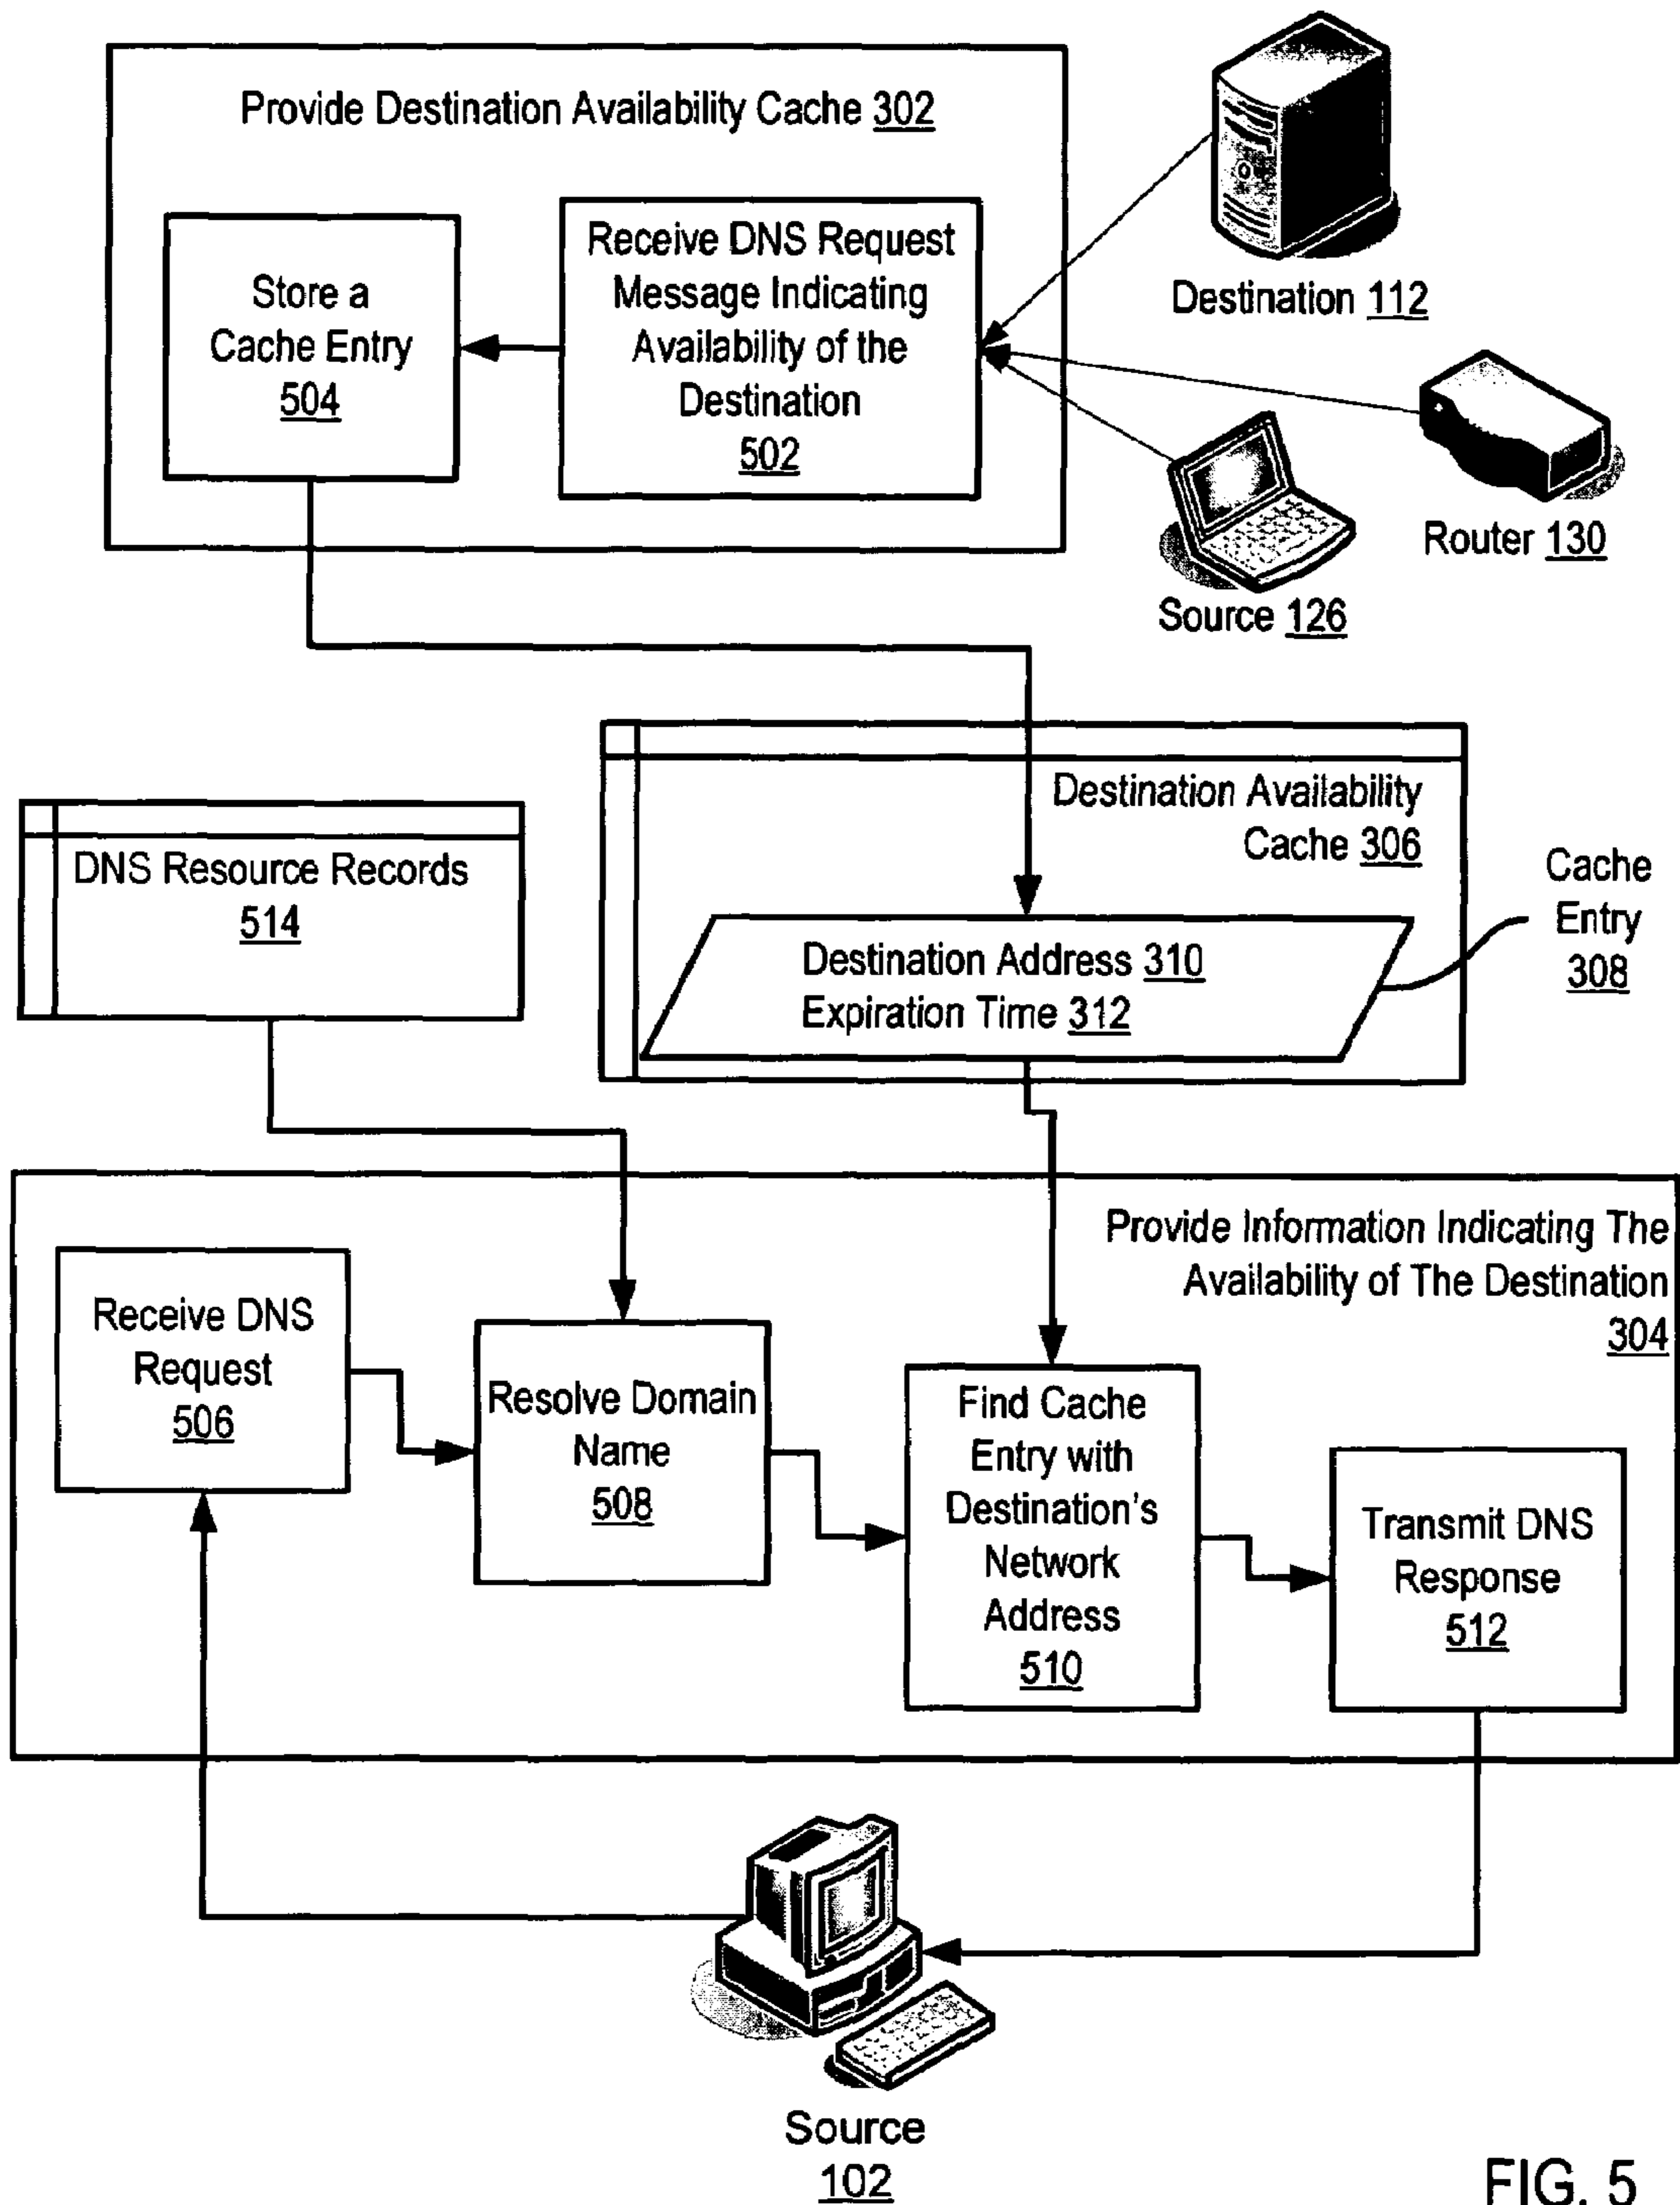 Provide Destination Availability Cache 302
Store a
Cache Entry
504
Receive DNS Request
Message Indicating
Availability of the
Destination
502
Destination 112
Router 130
Source 126
Destination Availability
Cache 306
DNS Resource Records
514
Cache
Entry
308
Destination Address 310
Expiration Time 312
Provide Information Indicating The
Availability of The Destination
304
Receive DNS
Request
506
Resolve Domain
Name
508
Find Cache
Entry with
Destination's
Network
Address
510
Transmit DNS
Response
512
Source
102
FIG. 5